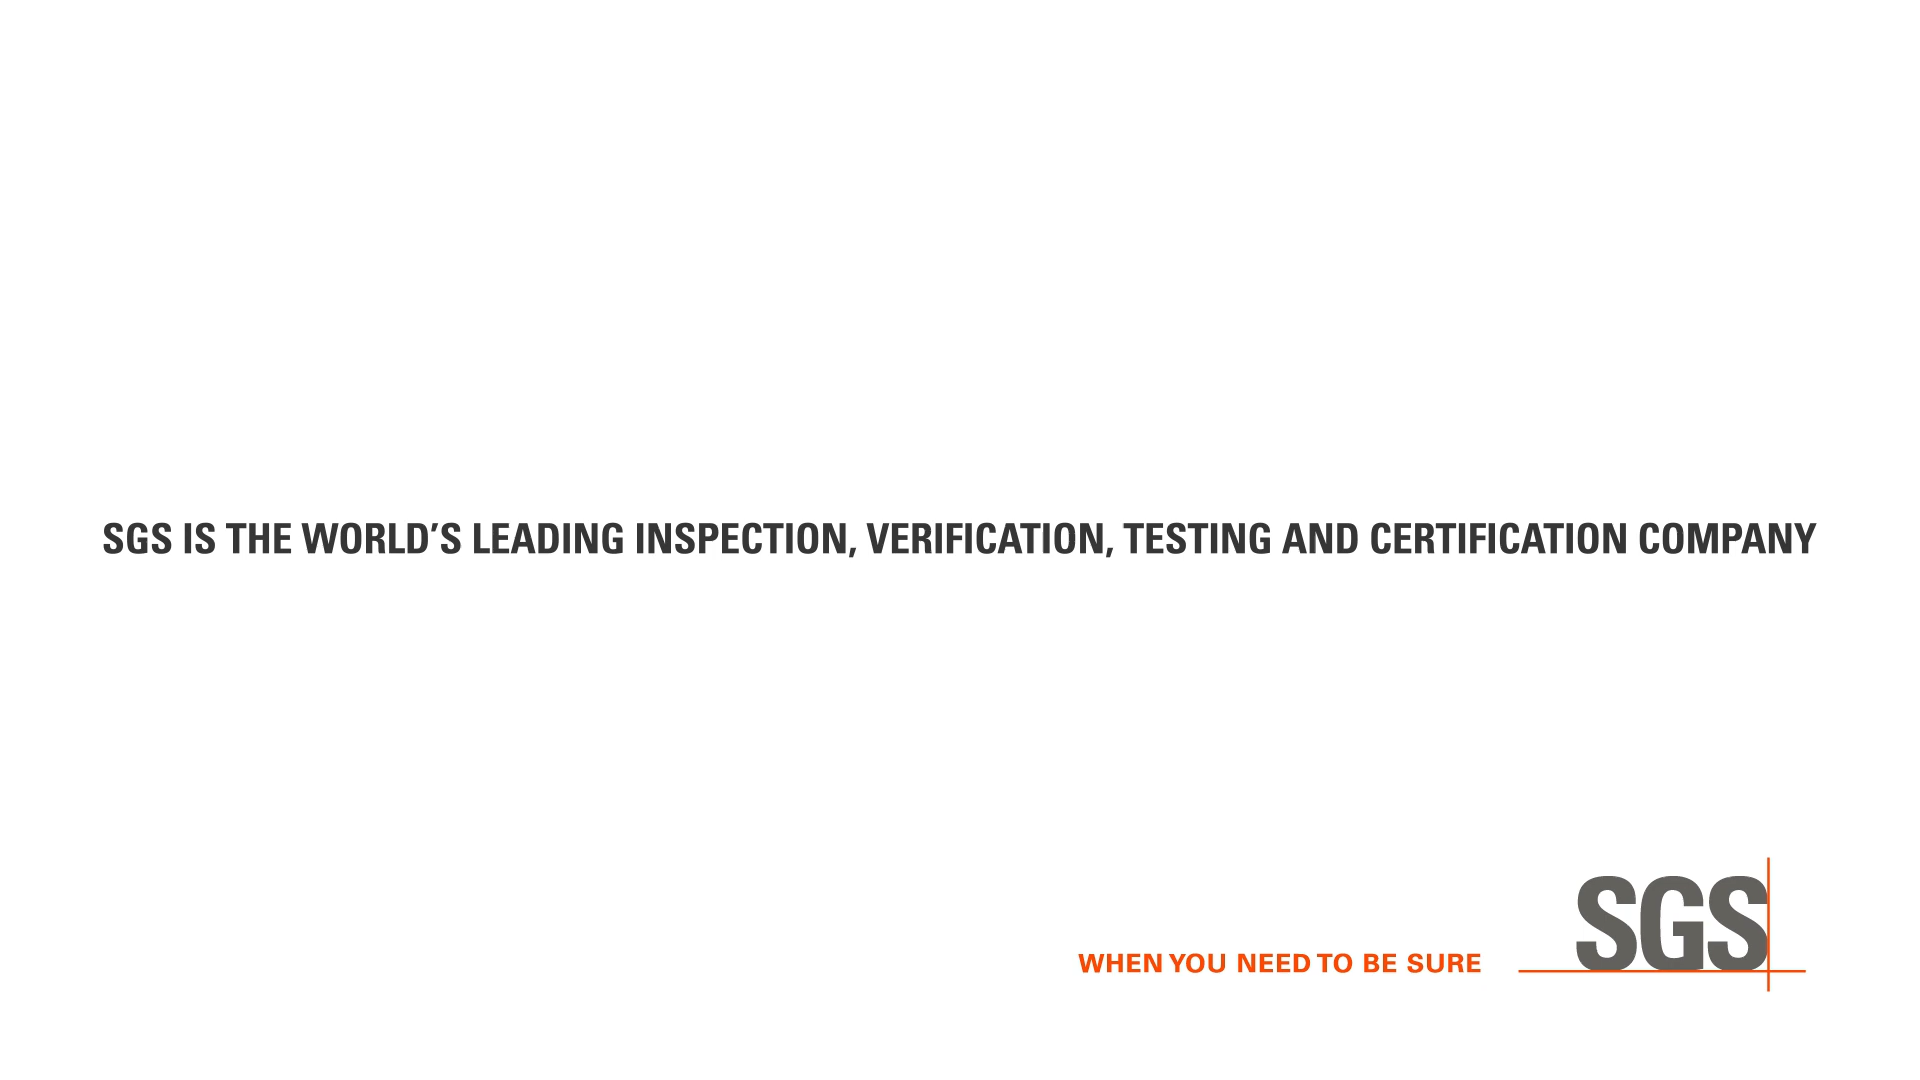 SGS IS THE WORLD’S LEADING INSPECTION, VERIFICATION, TESTING AND CERTIFICATION COMPANY
WHEN YOU NEED TO BE SURE
SGS